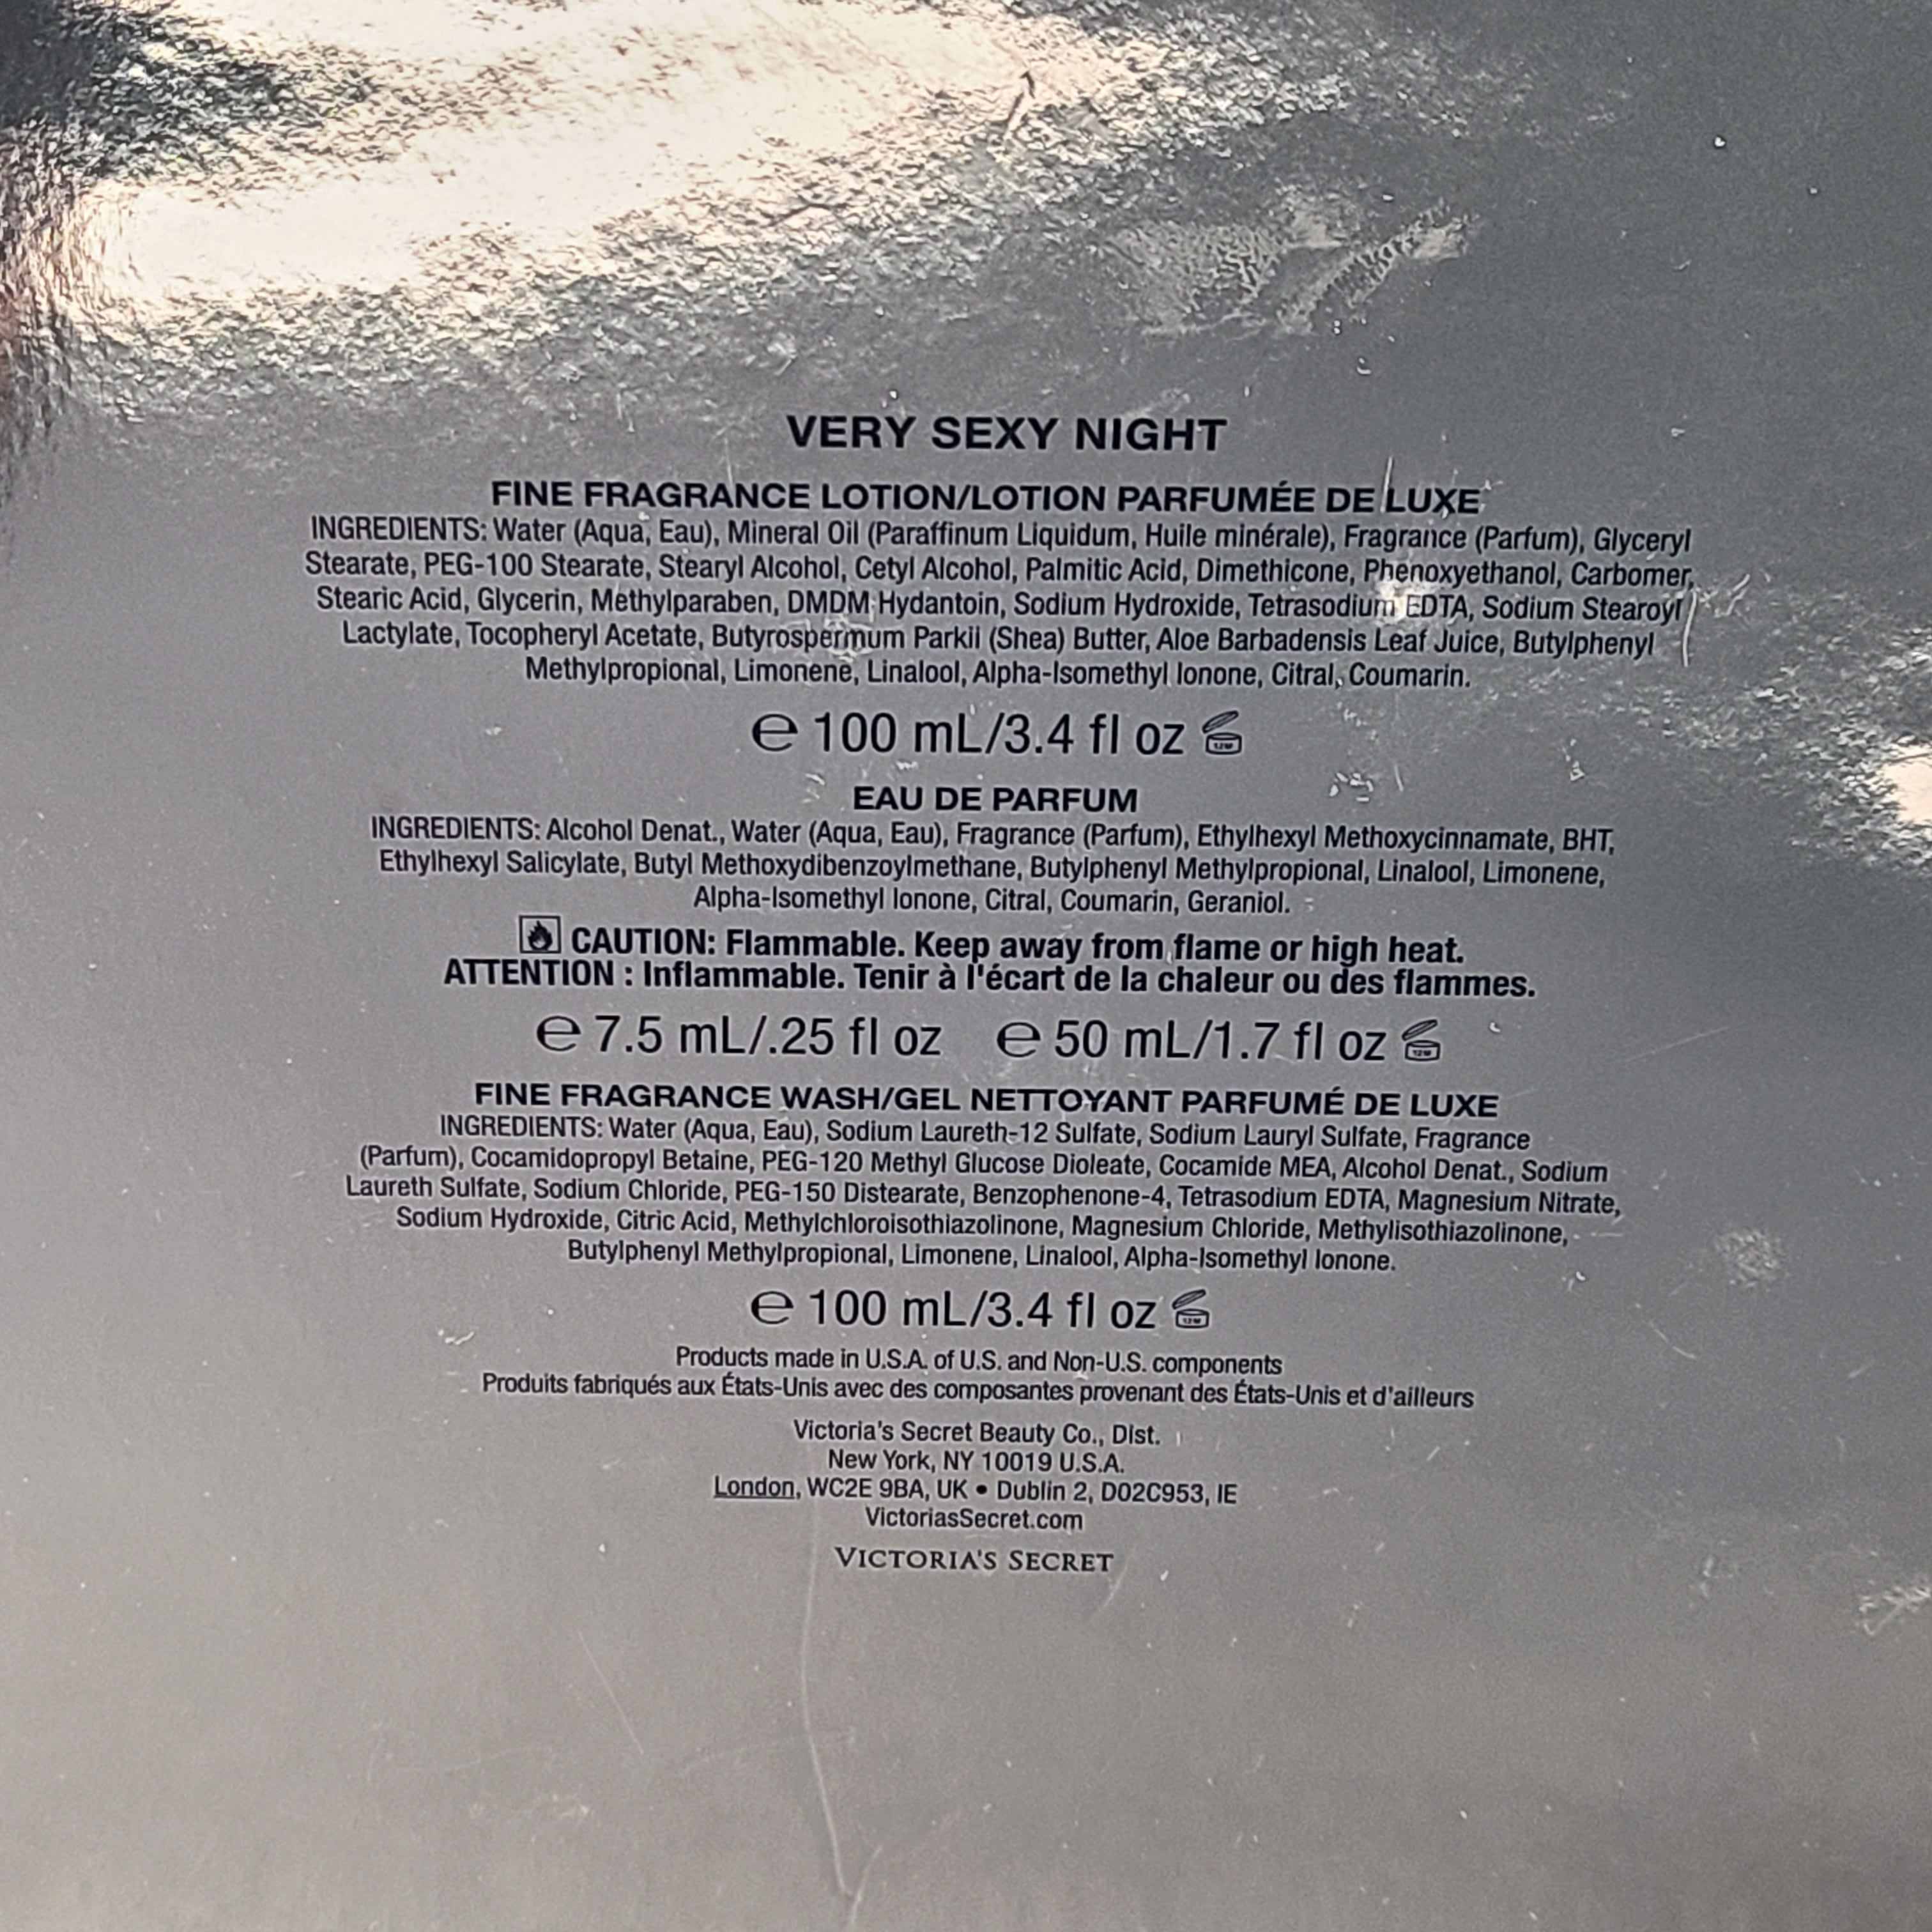 VERY SEXY NIGHT
FINE FRAGRANCE LOTION/LOTION PARFUMÉE DE LUXE
INGREDIENTS: Water (Aqua, Eau), Mineral Oil (Paraffinum Liquidum, Huile minérale), Fragrance (Parfum), Glyceryl
Stearate, PEG-100 Stearate, Stearyl Alcohol, Cetyl Alcohol, Palmitic Acid, Dimethicone, Phenoxyethanol, Carbomer,
Stearic Acid, Glycerin, Methylparaben, DMDM Hydantoin, Sodium Hydroxide, Tetrasodium EDTA, Sodium Stearoyl
Lactylate, Tocopheryl Acetate, Butyrospermum Parkii (Shea) Butter, Aloe Barbadensis Leaf Juice, Butylphenyl
Methylpropional, Limonene, Linalool, Alpha-Isomethyl Ionone, Citral, Coumarin.
℮ 100 mL/3.4 fl oz 12M
EAU DE PARFUM
INGREDIENTS: Alcohol Denat., Water (Aqua, Eau), Fragrance (Parfum), Ethylhexyl Methoxycinnamate, BHT,
Ethylhexyl Salicylate, Butyl Methoxydibenzoylmethane, Butylphenyl Methylpropional, Linalool, Limonene,
Alpha-Isomethyl Ionone, Citral, Coumarin, Geraniol.
CAUTION: Flammable. Keep away from flame or high heat.
ATTENTION : Inflammable. Tenir à l'écart de la chaleur ou des flammes.
℮ 7.5 mL/.25 fl oz ℮ 50 mL/1.7 fl oz 12M
FINE FRAGRANCE WASH/GEL NETTOYANT PARFUMÉ DE LUXE
INGREDIENTS: Water (Aqua, Eau), Sodium Laureth-12 Sulfate, Sodium Lauryl Sulfate, Fragrance
(Parfum), Cocamidopropyl Betaine, PEG-120 Methyl Glucose Dioleate, Cocamide MEA, Alcohol Denat., Sodium
Laureth Sulfate, Sodium Chloride, PEG-150 Distearate, Benzophenone-4, Tetrasodium EDTA, Magnesium Nitrate,
Sodium Hydroxide, Citric Acid, Methylchloroisothiazolinone, Magnesium Chloride, Methylisothiazolinone,
Butylphenyl Methylpropional, Limonene, Linalool, Alpha-Isomethyl Ionone.
℮ 100 mL/3.4 fl oz 12M
Products made in U.S.A. of U.S. and Non-U.S. components
Produits fabriqués aux États-Unis avec des composantes provenant des États-Unis et d'ailleurs
Victoria's Secret Beauty Co., Dist.
New York, NY 10019 U.S.A.
London, WC2E 9BA, UK • Dublin 2, D02C953, IE
VictoriasSecret.com
VICTORIA'S SECRET